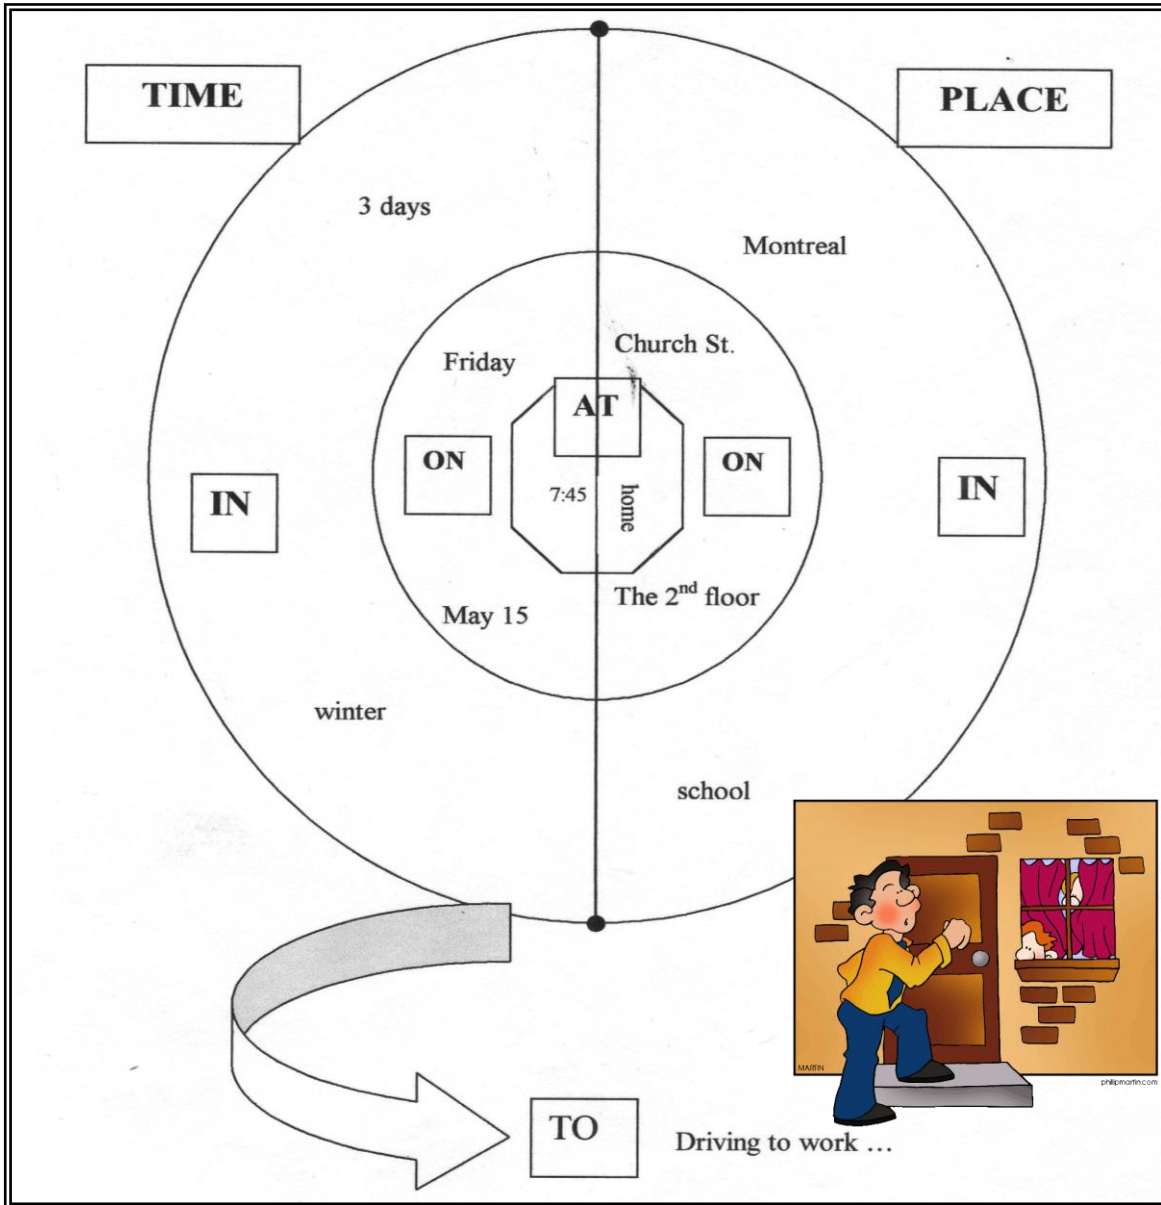 TIME
PLACE
3 days
Montreal
Church St.
Friday
AT
ON
ON
7:45
home
IN
IN
The 2nd floor
May 15
winter
school
MARTIN
philipmartin.com
TO
Driving to work ...